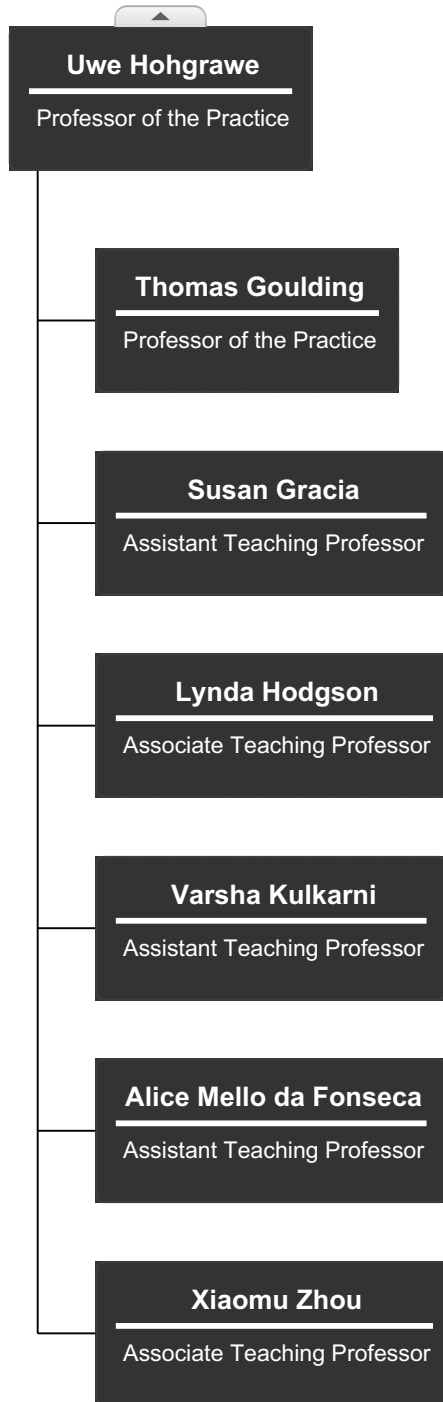 Uwe Hohgrawe
Professor of the Practice
Thomas Goulding
Professor of the Practice
Susan Gracia
Assistant Teaching Professor
Lynda Hodgson
Associate Teaching Professor
Varsha Kulkarni
Assistant Teaching Professor
Alice Mello da Fonseca
Assistant Teaching Professor
Xiaomu Zhou
Associate Teaching Professor